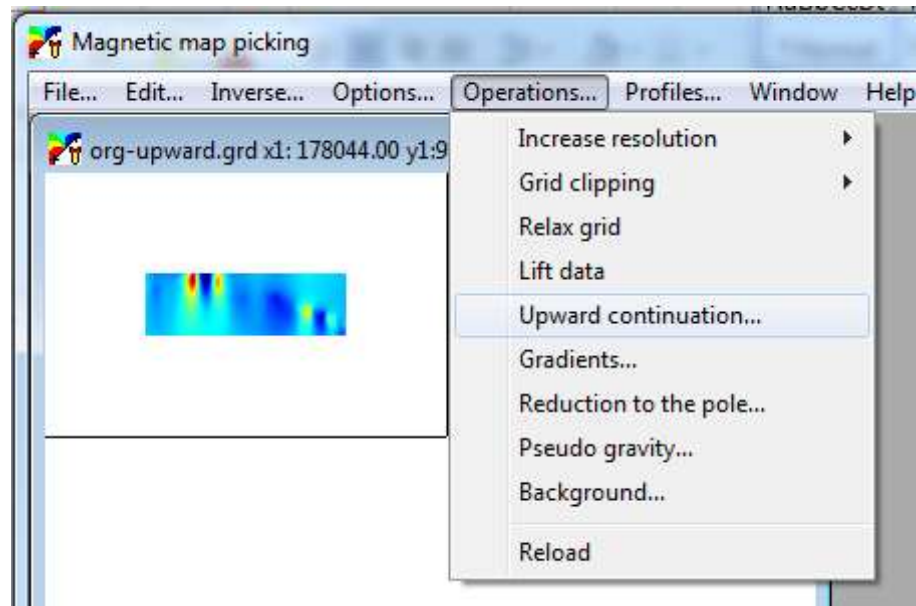 Magnetic map picking
File... Edit... Inverse... Options... Operations... Profiles... Window Help
org-upward.grd x1: 178044.00 y1:9
Increase resolution
Grid clipping
Relax grid
Lift data
Upward continuation...
Gradients...
Reduction to the pole...
Pseudo gravity...
Background...
Reload